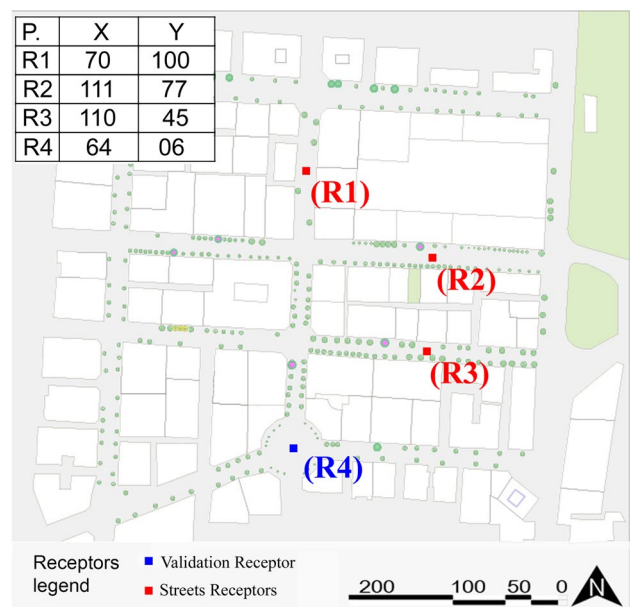 P. X Y
R1 70 100
R2 111 77
R3 110 45
R4 64 06
(R1)
(R2)
(R3)
(R4)
Receptors legend
Validation Receptor
Streets Receptors
200 100 50 0 N